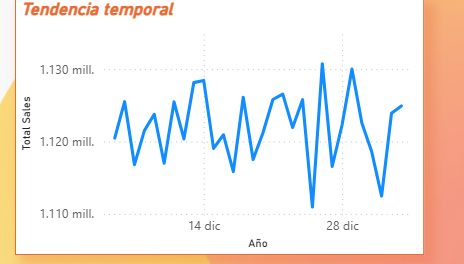 Tendencia temporal
1.130 mill.
1.120 mill.
1.110 mill.
Total Sales
14 dic
28 dic
Año